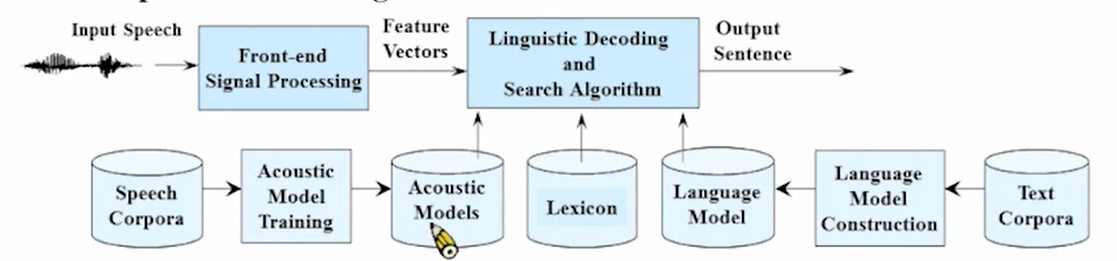 Input Speech
Front-end
Signal Processing
Feature
Vectors
Linguistic Decoding
and
Search Algorithm
Output
Sentence
Speech
Corpora
Acoustic
Model
Training
Acoustic
Models
Lexicon
Language
Model
Language
Model
Construction
Text
Corpora